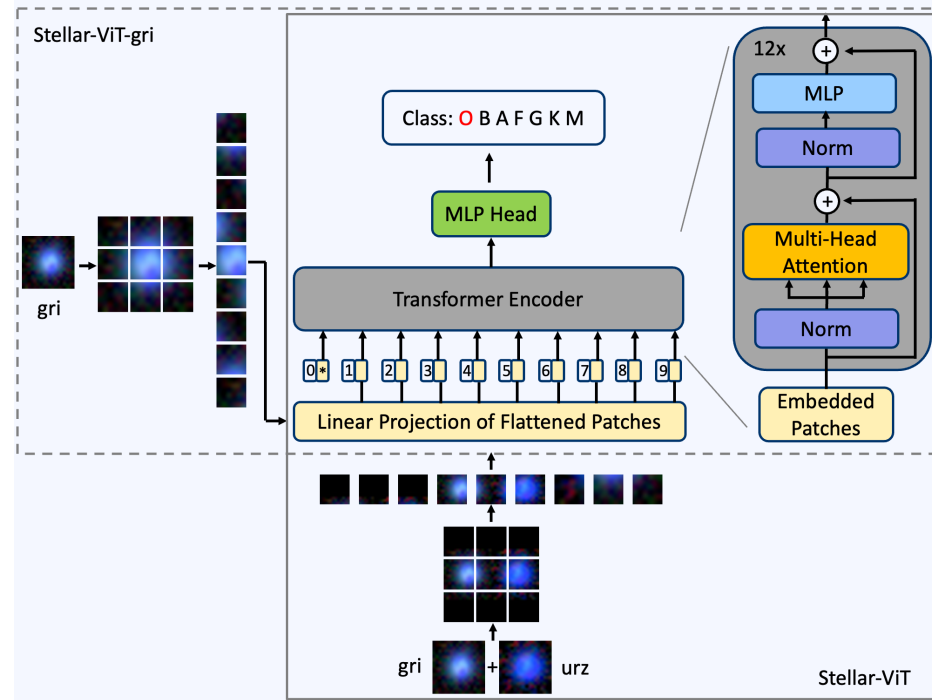 Stellar-ViT-gri
12x
MLP
Norm
+
+
Multi-Head
Attention
Norm
Embedded
Patches
Class: O B A F G K M
MLP Head
Transformer Encoder
0 * 1 2 3 4 5 6 7 8 9
Linear Projection of Flattened Patches
gri
gri + urz
Stellar-ViT